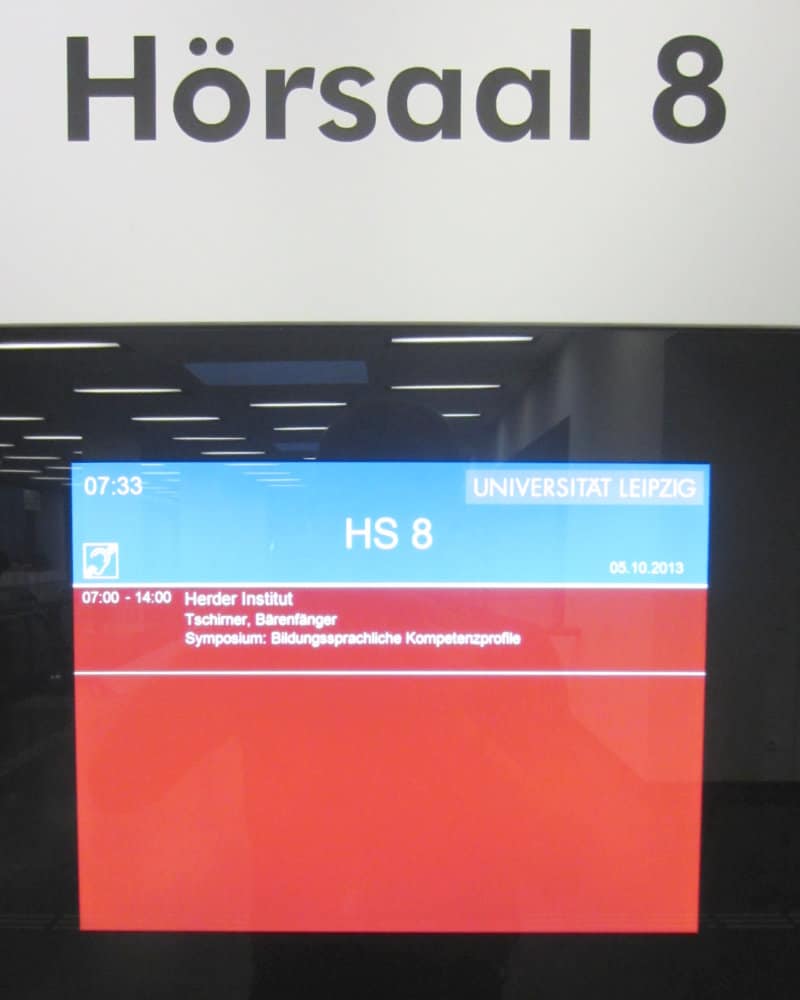 Hörsaal 8
07:33
UNIVERSITÄT LEIPZIG
HS 8
05.10.2013
07:00 - 14:00 Herder Institut
Tschirner, Bärenfänger
Symposium: Bildungssprachliche Kompetenzprofile